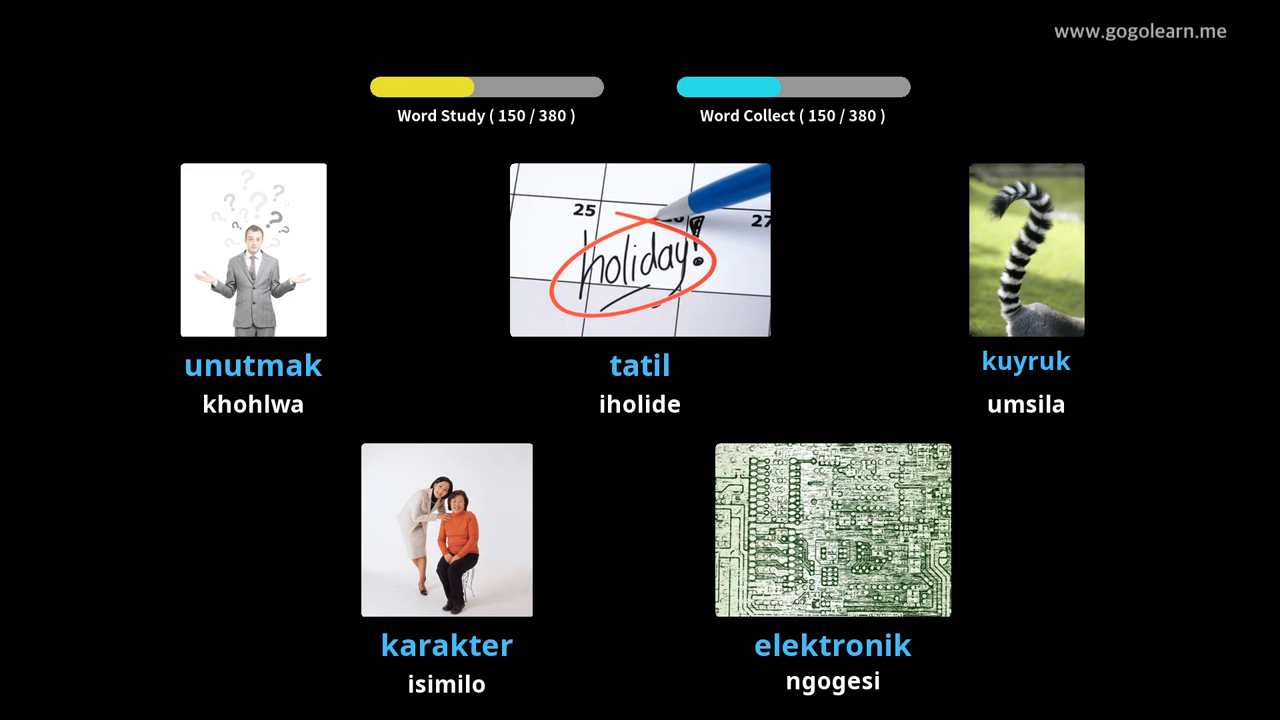 www.gogolearn.me
Word Study ( 150 / 380 )
Word Collect ( 150 / 380 )
25
27
holiday!
unutmak
khohlwa
tatil
iholide
kuyruk
umsila
karakter
isimilo
elektronik
ngogesi